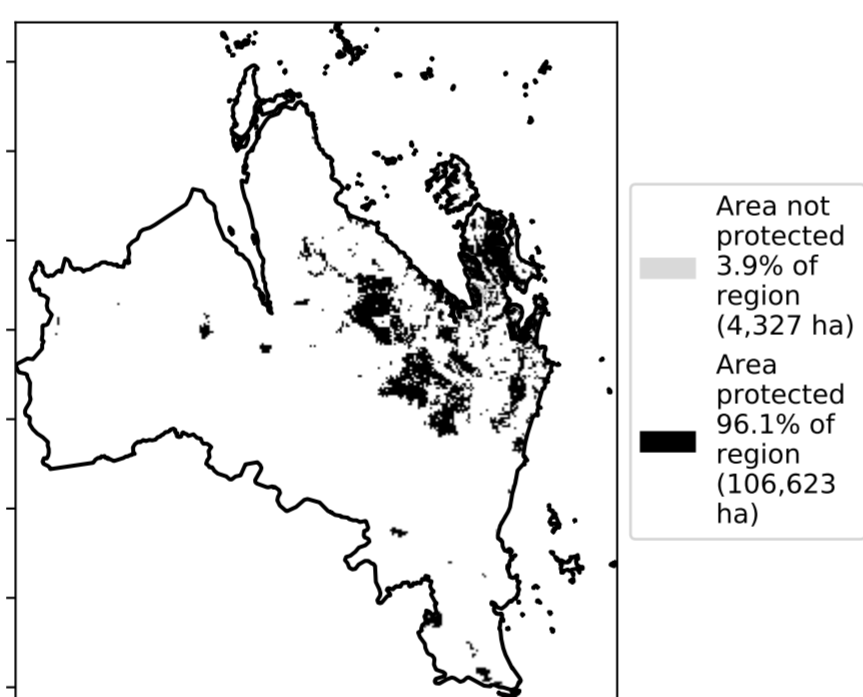 Area not
protected
3.9% of
region
(4,327 ha)
Area
protected
96.1% of
region
(106,623
ha)